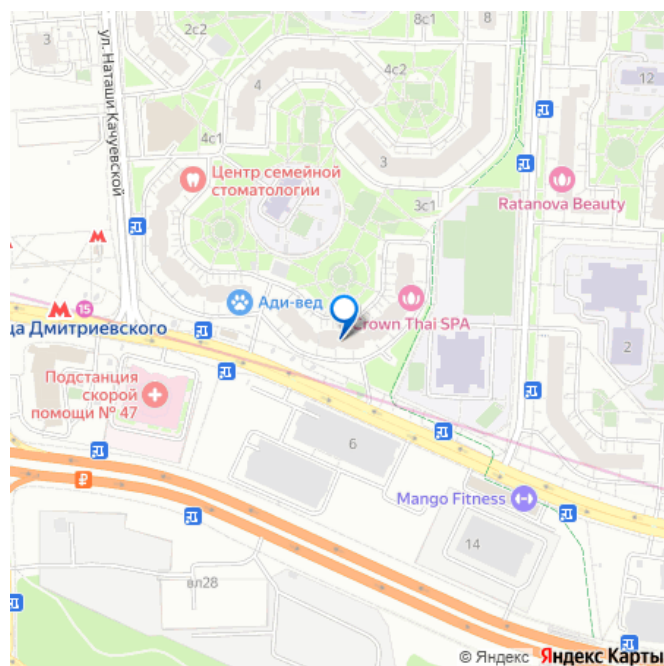 2с2
8с1
8
3
ул. Наташи Качуевской
4с2
4
12
4с1
3
Центр семейной
стоматологии
3с1
Ratanova Beauty
15
Ади-вед
Crown Thai SPA
ца Дмитриевского
2
Подстанция
скорой
помощи № 47
6
Mango Fitness
14
вл28
© Яндекс Яндекс Карты